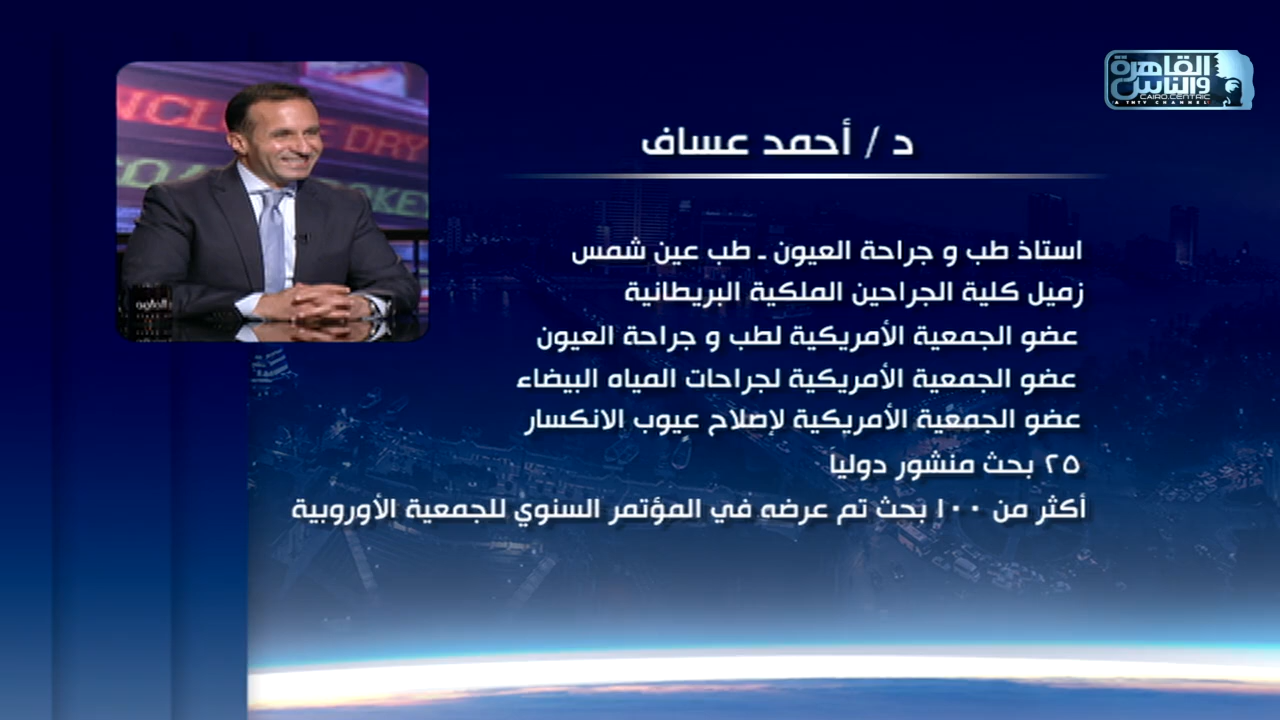 القاهرة
والناس
CAIRO.CENTRIC
A TNTV CHANNEL
د / أحمد عساف
استاذ طب و جراحة العيون - طب عين شمس
زميل كلية الجراحين الملكية البريطانية
عضو الجمعية الأمريكية لطب و جراحة العيون
عضو الجمعية الأمريكية لجراحات المياه البيضاء
عضو الجمعية الأمريكية لإصلاح عيوب الانكسار
٢٥ بحث منشور دولياً
أكثر من ١٠٠ بحث تم عرضه في المؤتمر السنوي للجمعية الأوروبية